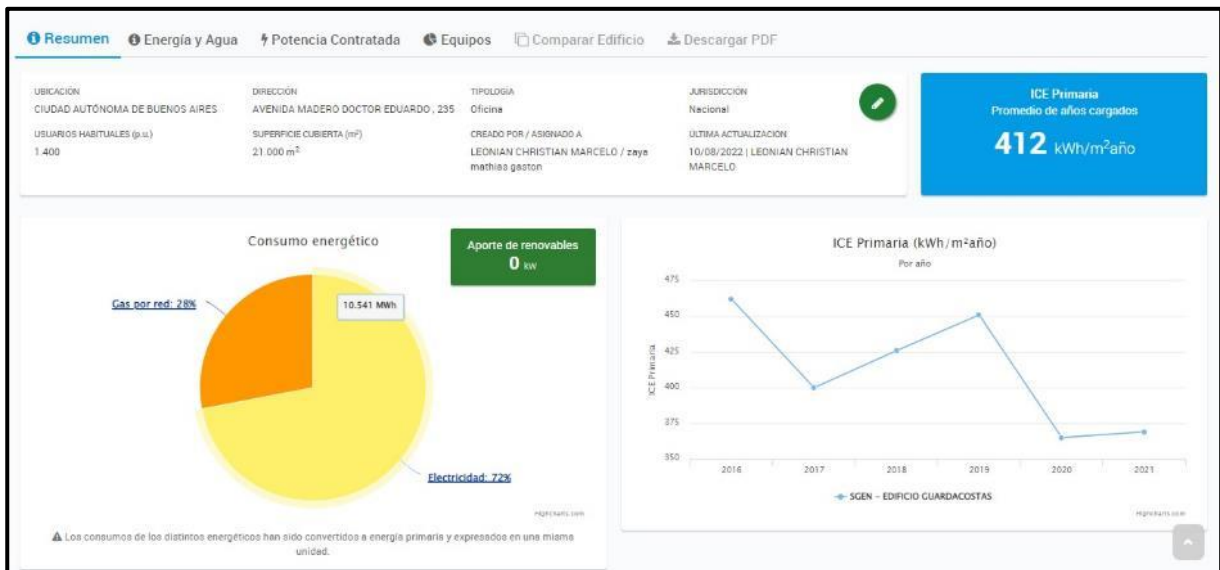 Resumen
Energía y Agua
Potencia Contratada
Equipos
Comparar Edificio
Descargar PDF
UBICACIÓN
CIUDAD AUTÓNOMA DE BUENOS AIRES
DIRECCIÓN
AVENIDA MADERO DOCTOR EDUARDO , 235
TIPOLOGÍA
Oficina
JURISDICCIÓN
Nacional
USUARIOS HABITUALES (p.u.)
1.400
SUPERFICIE CUBIERTA (m²)
21.000 m²
CREADO POR / ASIGNADO A
LEONIAN CHRISTIAN MARCELO / zaya
mathias gaston
ÚLTIMA ACTUALIZACIÓN
10/08/2022 | LEONIAN CHRISTIAN
MARCELO
ICE Primaria
Promedio de años cargados
412 kWh/m²año
Consumo energético
Aporte de renovables
0 kW
Gas por red: 28%
10.541 MWh
Electricidad: 72%
Highcharts.com
Los consumos de los distintos energéticos han sido convertidos a energía primaria y expresados en una misma
unidad.
ICE Primaria (kWh/m²año)
Por año
ICE Primaria
475
450
425
400
375
350
2016 2017 2018 2019 2020 2021
SGEN – EDIFICIO GUARDACOSTAS
Highcharts.com